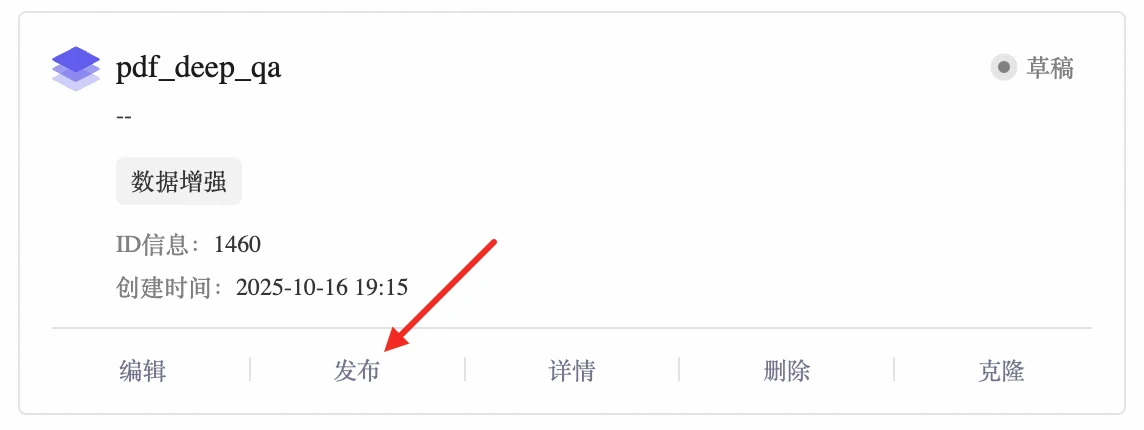 pdf_deep_qa
草稿
--
数据增强
ID信息：1460
创建时间：2025-10-16 19:15
编辑
发布
详情
删除
克隆